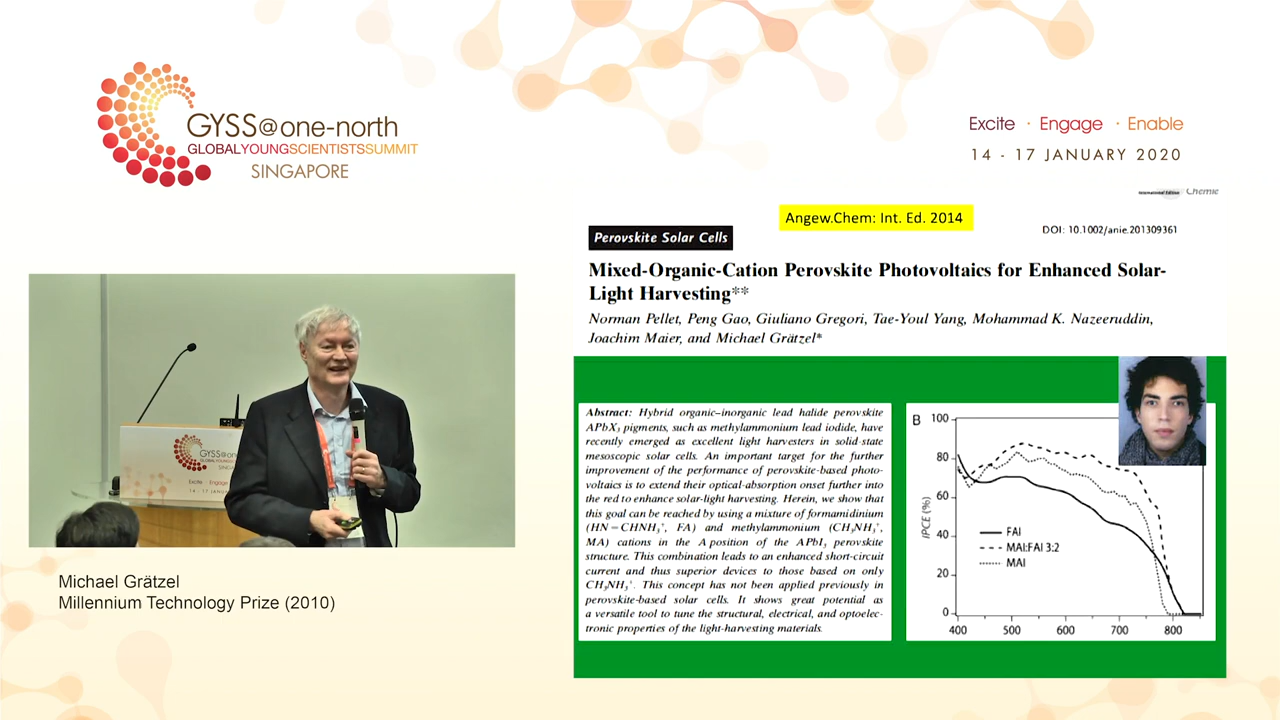 GYSS@one-north
GLOBALYOUNGSCIENTISTSSUMMIT
SINGAPORE
Excite · Engage · Enable
14 - 17 JANUARY 2020
International Edition Chemie
Angew.Chem: Int. Ed. 2014
DOI: 10.1002/anie.201309361
Perovskite Solar Cells
Mixed-Organic-Cation Perovskite Photovoltaics for Enhanced Solar-
Light Harvesting**
Norman Pellet, Peng Gao, Giuliano Gregori, Tae-Youl Yang, Mohammad K. Nazeeruddin,
Joachim Maier, and Michael Grätzel*
Abstract: Hybrid organic–inorganic lead halide perovskite
APbX3 pigments, such as methylammonium lead iodide, have
recently emerged as excellent light harvesters in solid-state
mesoscopic solar cells. An important target for the further
improvement of the performance of perovskite-based photo-
voltaics is to extend their optical-absorption onset further into
the red to enhance solar-light harvesting. Herein, we show that
this goal can be reached by using a mixture of formamidinium
(HN=CHNH3+, FA) and methylammonium (CH3NH3+,
MA) cations in the A position of the APbI3 perovskite
structure. This combination leads to an enhanced short-circuit
current and thus superior devices to those based on only
CH3NH3+. This concept has not been applied previously in
perovskite-based solar cells. It shows great potential as
a versatile tool to tune the structural, electrical, and optoelec-
tronic properties of the light-harvesting materials.
B
100
80
60
40
20
0
IPCE (%)
FAI
MAI:FAI 3:2
MAI
400 500 600 700 800
GYSS@one
Excite · Engage
14 - 17 JANUAR
Michael Grätzel
Millennium Technology Prize (2010)